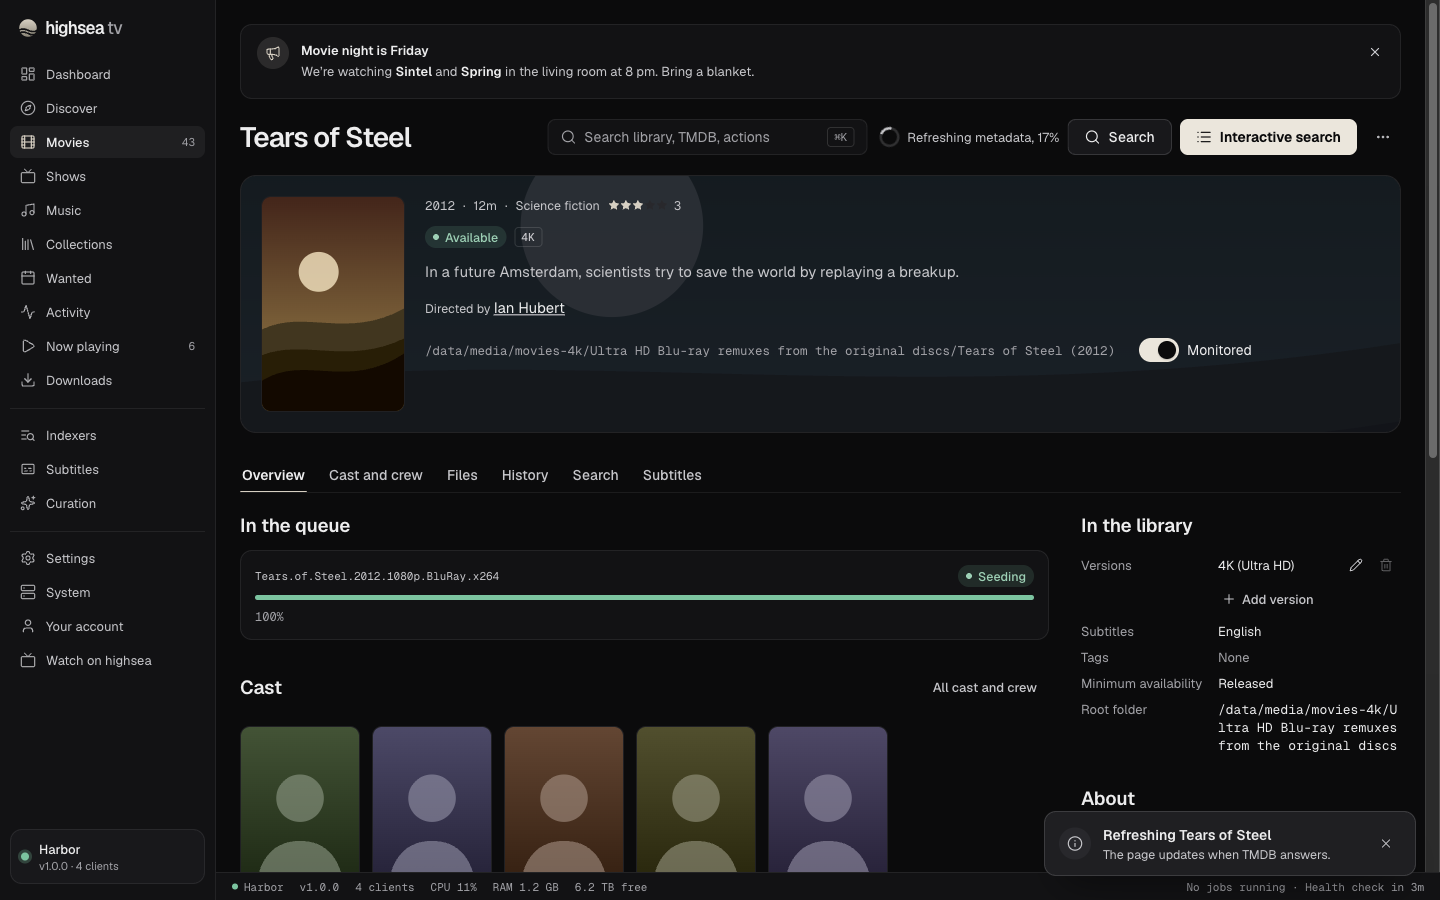 highsea tv
Dashboard
Discover
Movies 43
Shows
Music
Collections
Wanted
Activity
Now playing 6
Downloads
Indexers
Subtitles
Curation
Settings
System
Your account
Watch on highsea
Harbor
v1.0.0 · 4 clients
Movie night is Friday
We're watching Sintel and Spring in the living room at 8 pm. Bring a blanket.
Tears of Steel
Search library, TMDB, actions ⌘K
Refreshing metadata, 17%
Search
Interactive search
2012 · 12m · Science fiction 3
Available 4K
In a future Amsterdam, scientists try to save the world by replaying a breakup.
Directed by Ian Hubert
/data/media/movies-4k/Ultra HD Blu-ray remuxes from the original discs/Tears of Steel (2012)
Monitored
Overview Cast and crew Files History Search Subtitles
In the queue
Tears.of.Steel.2012.1080p.BluRay.x264 Seeding
100%
Cast All cast and crew
In the library
Versions 4K (Ultra HD)
Add version
Subtitles English
Tags None
Minimum availability Released
Root folder /data/media/movies-4k/U
ltra HD Blu-ray remuxes
from the original discs
About
Refreshing Tears of Steel
The page updates when TMDB answers.
Harbor v1.0.0 4 clients CPU 11% RAM 1.2 GB 6.2 TB free
No jobs running · Health check in 3m